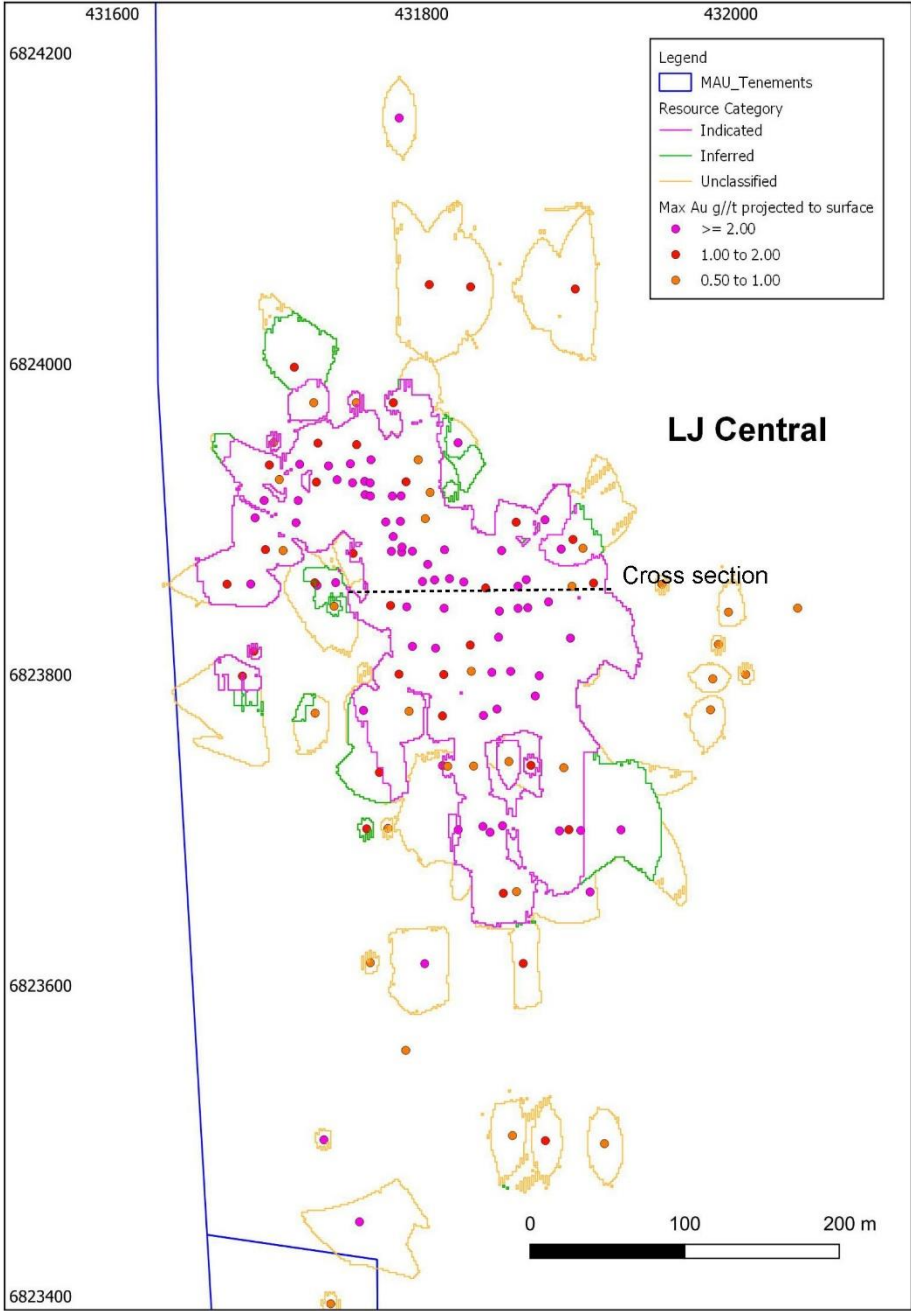 431600 431800 432000
6824200
Legend
MAU_Tenements
Resource Category
Indicated
Inferred
Unclassified
Max Au g//t projected to surface
>= 2.00
1.00 to 2.00
0.50 to 1.00
6824000
LJ Central
Cross section
6823800
6823600
0 100 200 m
6823400